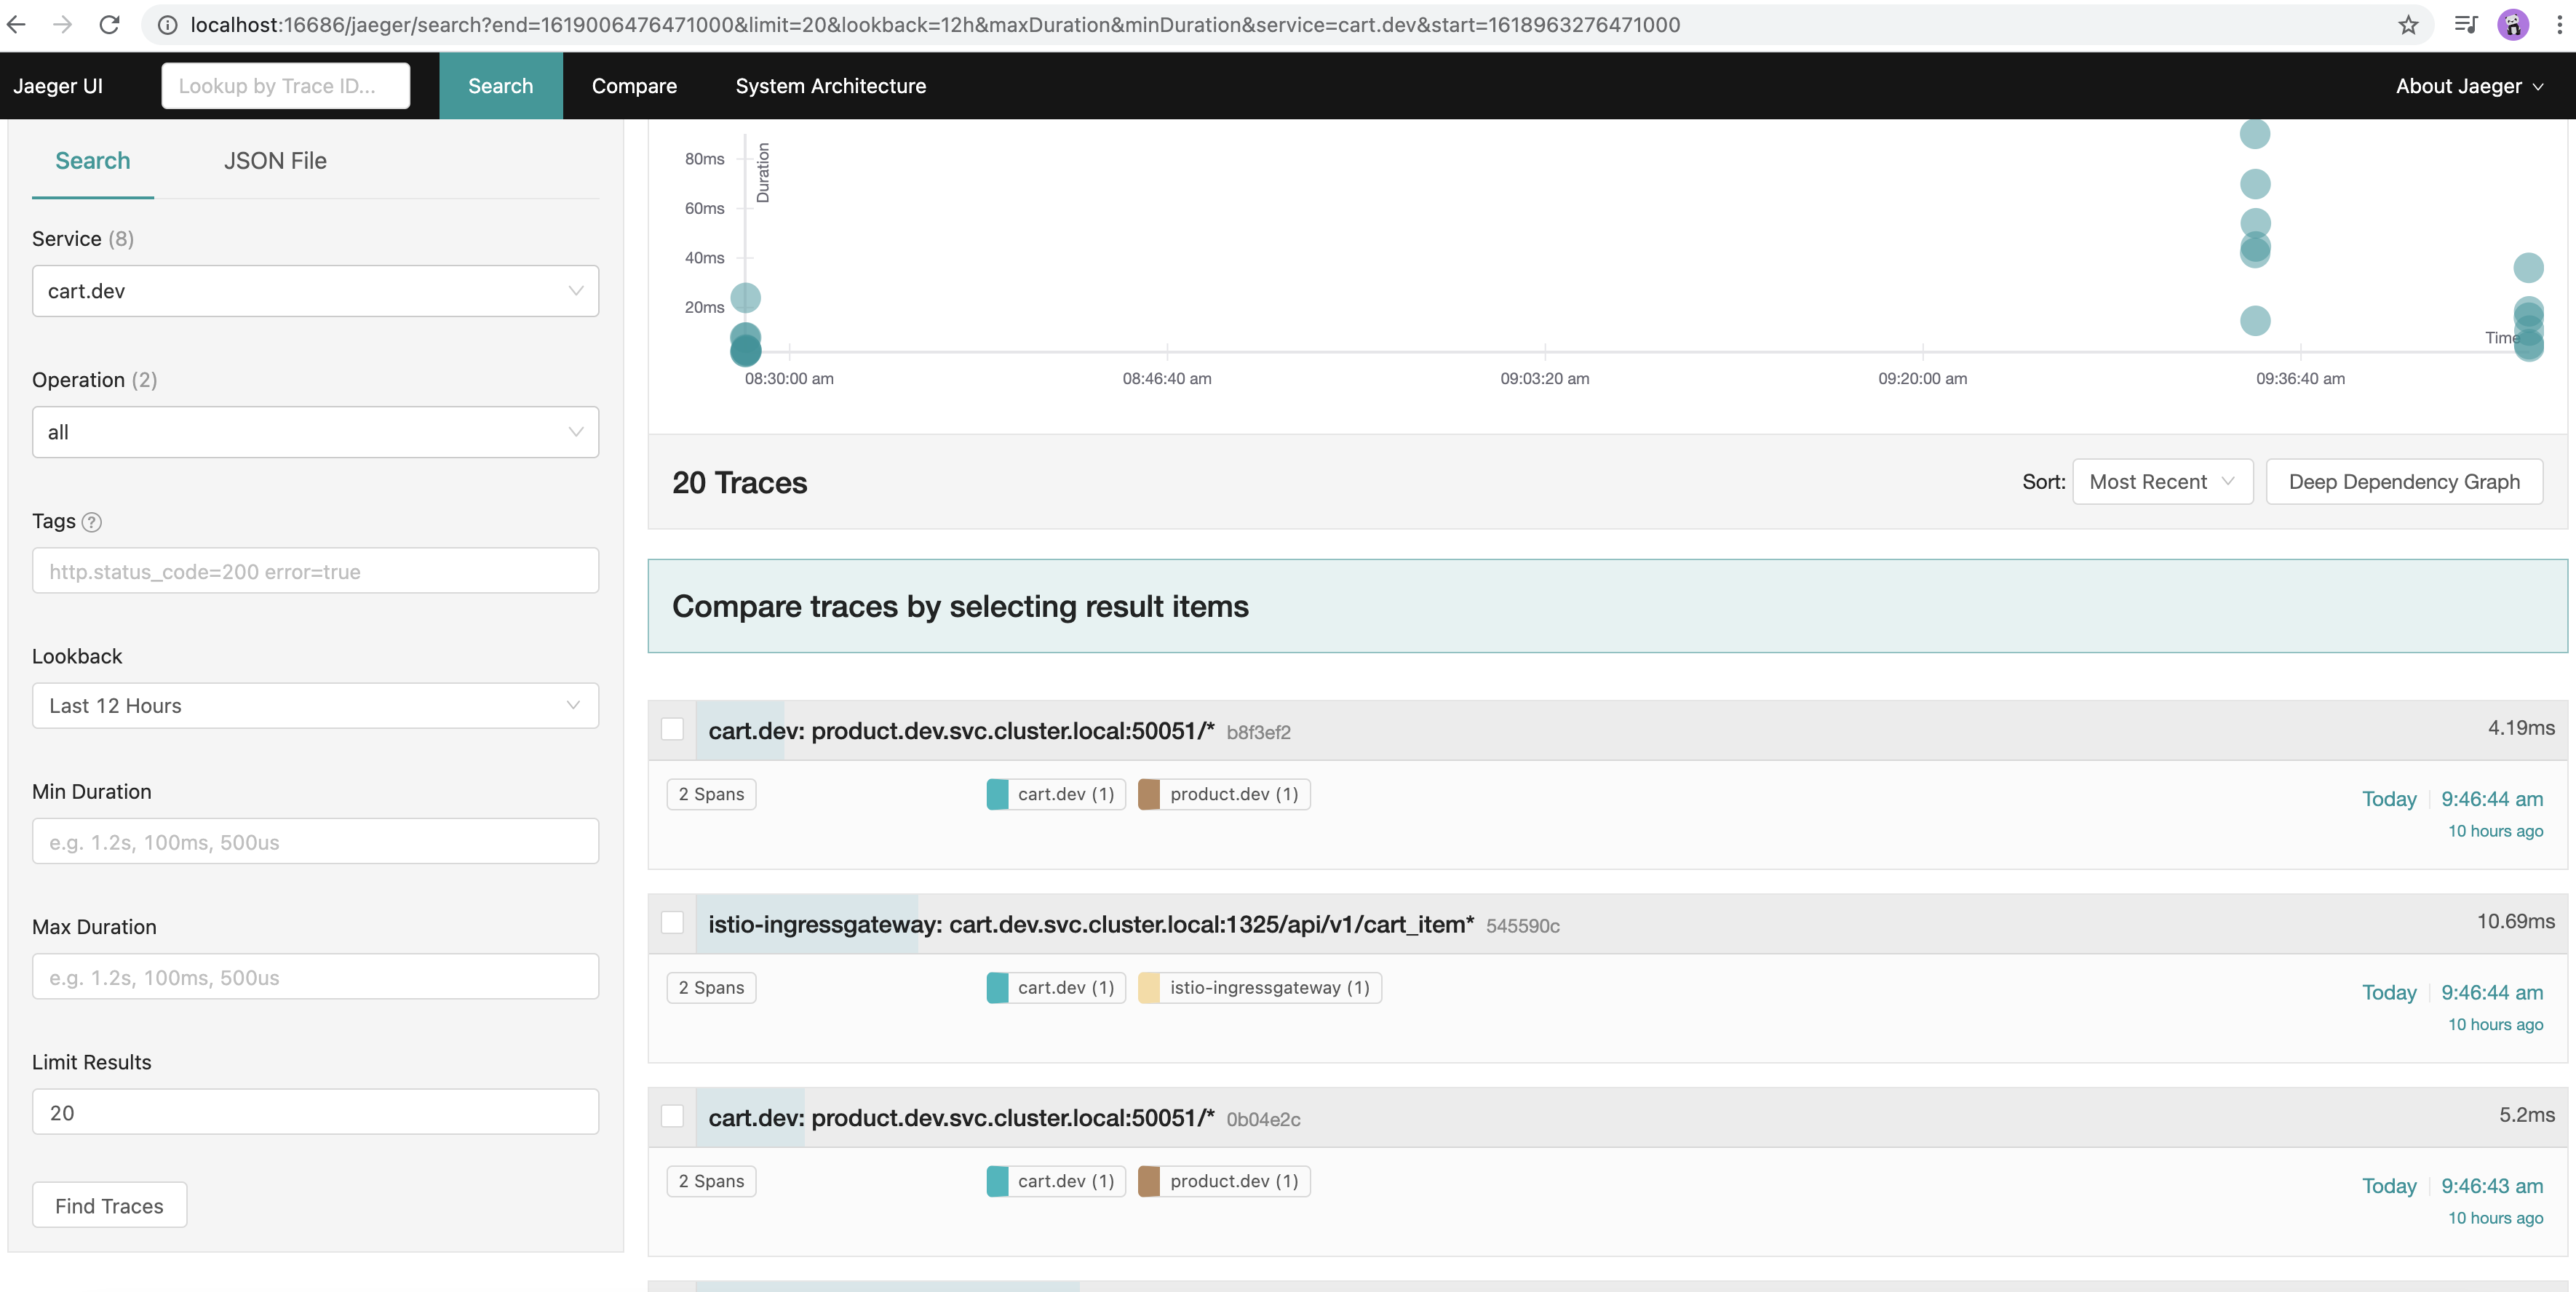 localhost:16686/jaeger/search?end=1619006476471000&limit=20&lookback=12h&maxDuration&minDuration&service=cart.dev&start=1618963276471000
Jaeger UI
Lookup by Trace ID...
Search
Compare
System Architecture
About Jaeger
Search
JSON File
Service (8)
cart.dev
Operation (2)
all
Tags ?
http.status_code=200 error=true
Lookback
Last 12 Hours
Min Duration
e.g. 1.2s, 100ms, 500us
Max Duration
e.g. 1.2s, 100ms, 500us
Limit Results
20
Find Traces
Duration
80ms
60ms
40ms
20ms
Time
08:30:00 am
08:46:40 am
09:03:20 am
09:20:00 am
09:36:40 am
20 Traces
Sort: Most Recent
Deep Dependency Graph
Compare traces by selecting result items
cart.dev: product.dev.svc.cluster.local:50051/* b8f3ef2
4.19ms
2 Spans
cart.dev (1)
product.dev (1)
Today 9:46:44 am
10 hours ago
istio-ingressgateway: cart.dev.svc.cluster.local:1325/api/v1/cart_item* 545590c
10.69ms
2 Spans
cart.dev (1)
istio-ingressgateway (1)
Today 9:46:44 am
10 hours ago
cart.dev: product.dev.svc.cluster.local:50051/* 0b04e2c
5.2ms
2 Spans
cart.dev (1)
product.dev (1)
Today 9:46:43 am
10 hours ago